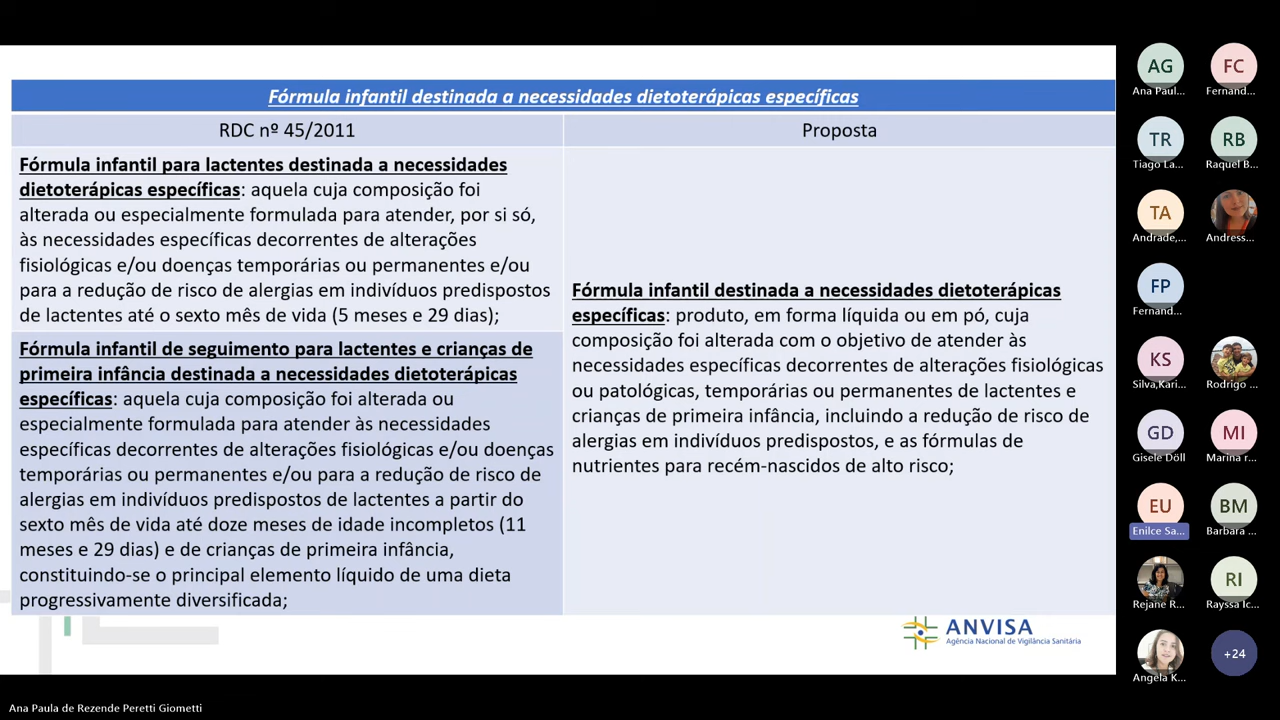 Fórmula infantil destinada a necessidades dietoterápicas específicas
RDC nº 45/2011
Proposta
Fórmula infantil para lactentes destinada a necessidades
dietoterápicas específicas: aquela cuja composição foi
alterada ou especialmente formulada para atender, por si só,
às necessidades específicas decorrentes de alterações
fisiológicas e/ou doenças temporárias ou permanentes e/ou
para a redução de risco de alergias em indivíduos predispostos
de lactentes até o sexto mês de vida (5 meses e 29 dias);
Fórmula infantil de seguimento para lactentes e crianças de
primeira infância destinada a necessidades dietoterápicas
específicas: aquela cuja composição foi alterada ou
especialmente formulada para atender às necessidades
específicas decorrentes de alterações fisiológicas e/ou doenças
temporárias ou permanentes e/ou para a redução de risco de
alergias em indivíduos predispostos de lactentes a partir do
sexto mês de vida até doze meses de idade incompletos (11
meses e 29 dias) e de crianças de primeira infância,
constituindo-se o principal elemento líquido de uma dieta
progressivamente diversificada;
Fórmula infantil destinada a necessidades dietoterápicas
específicas: produto, em forma líquida ou em pó, cuja
composição foi alterada com o objetivo de atender às
necessidades específicas decorrentes de alterações fisiológicas
ou patológicas, temporárias ou permanentes de lactentes e
crianças de primeira infância, incluindo a redução de risco de
alergias em indivíduos predispostos, e as fórmulas de
nutrientes para recém-nascidos de alto risco;
ANVISA
Agência Nacional de Vigilância Sanitária
AG
Ana Paul...
FC
Fernand...
TR
Tiago La...
RB
Raquel B...
TA
Andrade,...
Andress...
FP
Fernand...
KS
Silva,Kari...
Rodrigo ...
GD
Gisele Döll
MI
Marina r...
EU
Enilce Sa...
BM
Barbara ...
Rejane R...
RI
Rayssa Ic...
Angela K...
+24
Ana Paula de Rezende Peretti Giometti